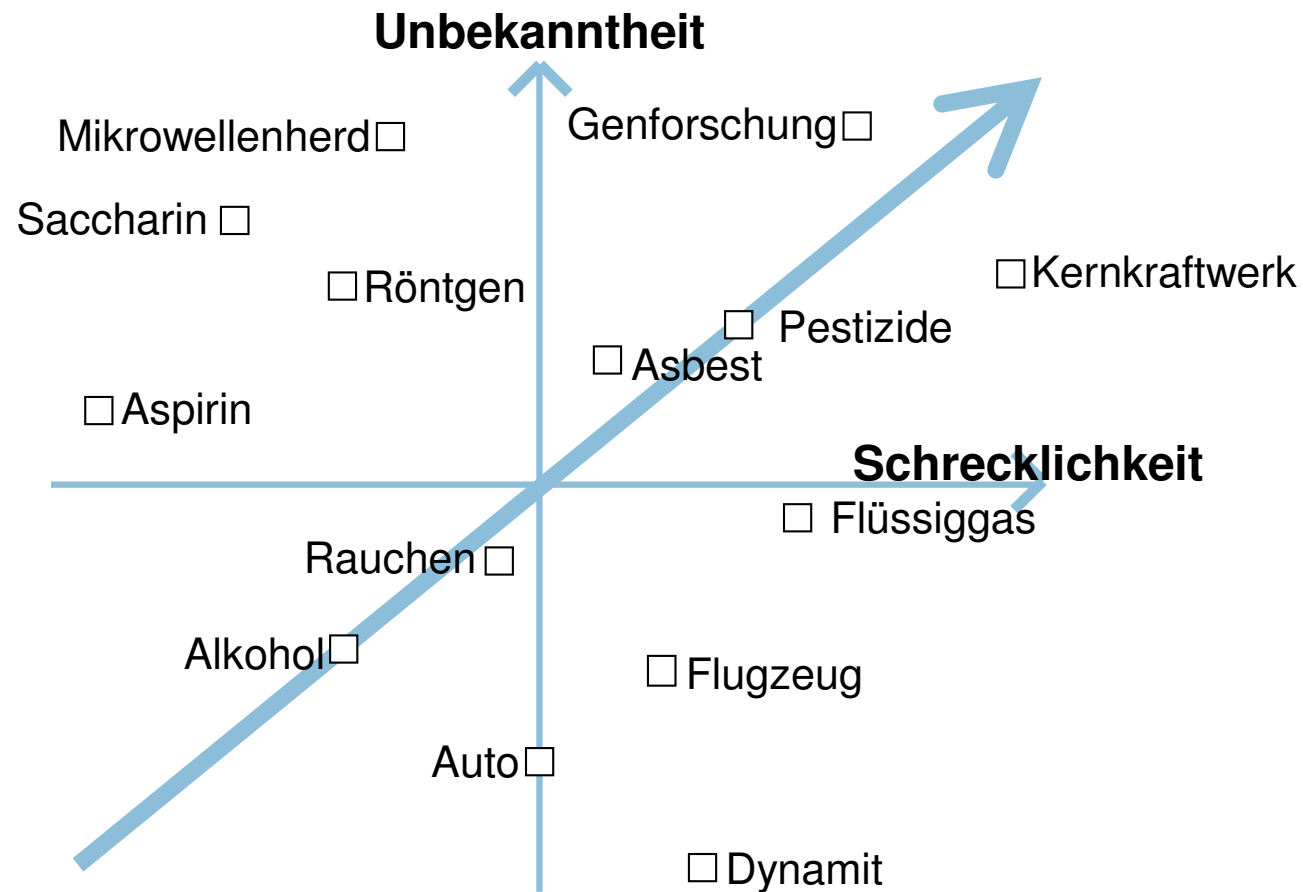 Unbekanntheit
Mikrowellenherd
Genforschung
Saccharin
Röntgen
Kernkraftwerk
Pestizide
Asbest
Aspirin
Schrecklichkeit
Flüssiggas
Rauchen
Alkohol
Flugzeug
Auto
Dynamit